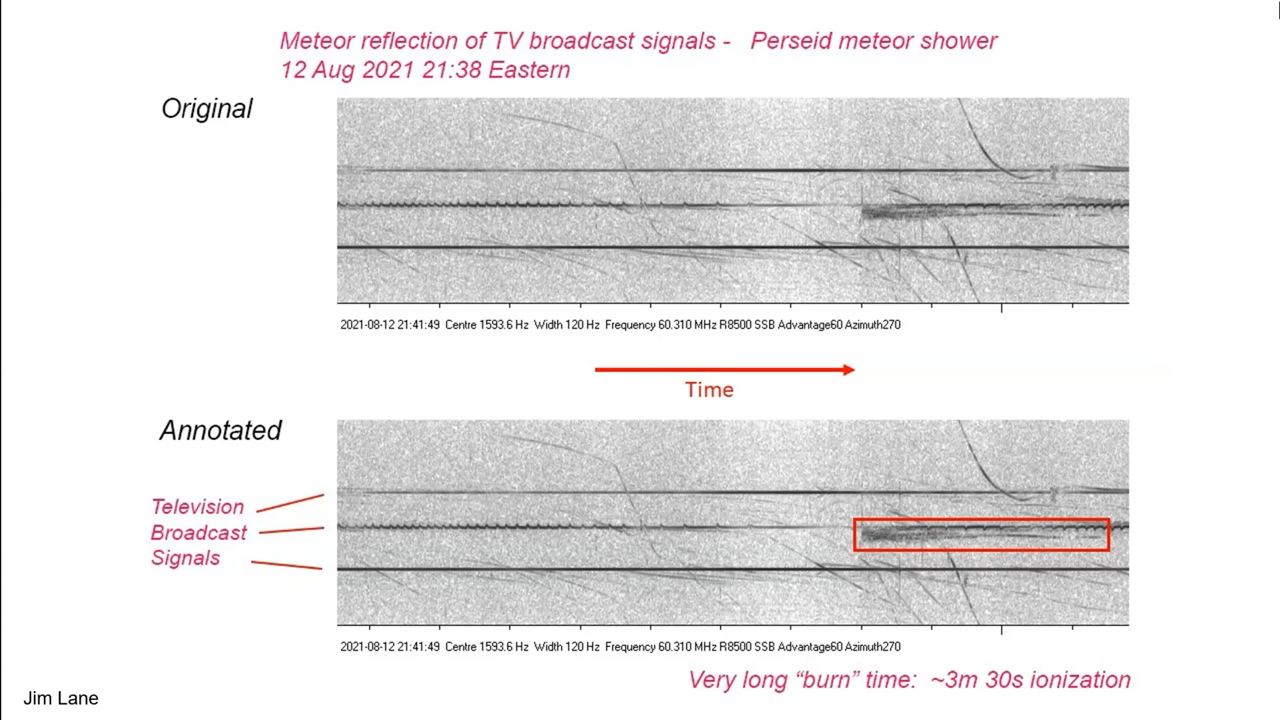 Meteor reflection of TV broadcast signals - Perseid meteor shower
12 Aug 2021 21:38 Eastern
Original
2021-08-12 21:41:49 Centre 1593.6 Hz Width 120 Hz Frequency 60.310 MHz R8500 SSB Advantage60 Azimuth270
Time
Annotated
Television
Broadcast
Signals
2021-08-12 21:41:49 Centre 1593.6 Hz Width 120 Hz Frequency 60.310 MHz R8500 SSB Advantage60 Azimuth270
Very long “burn” time: ~3m 30s ionization
Jim Lane